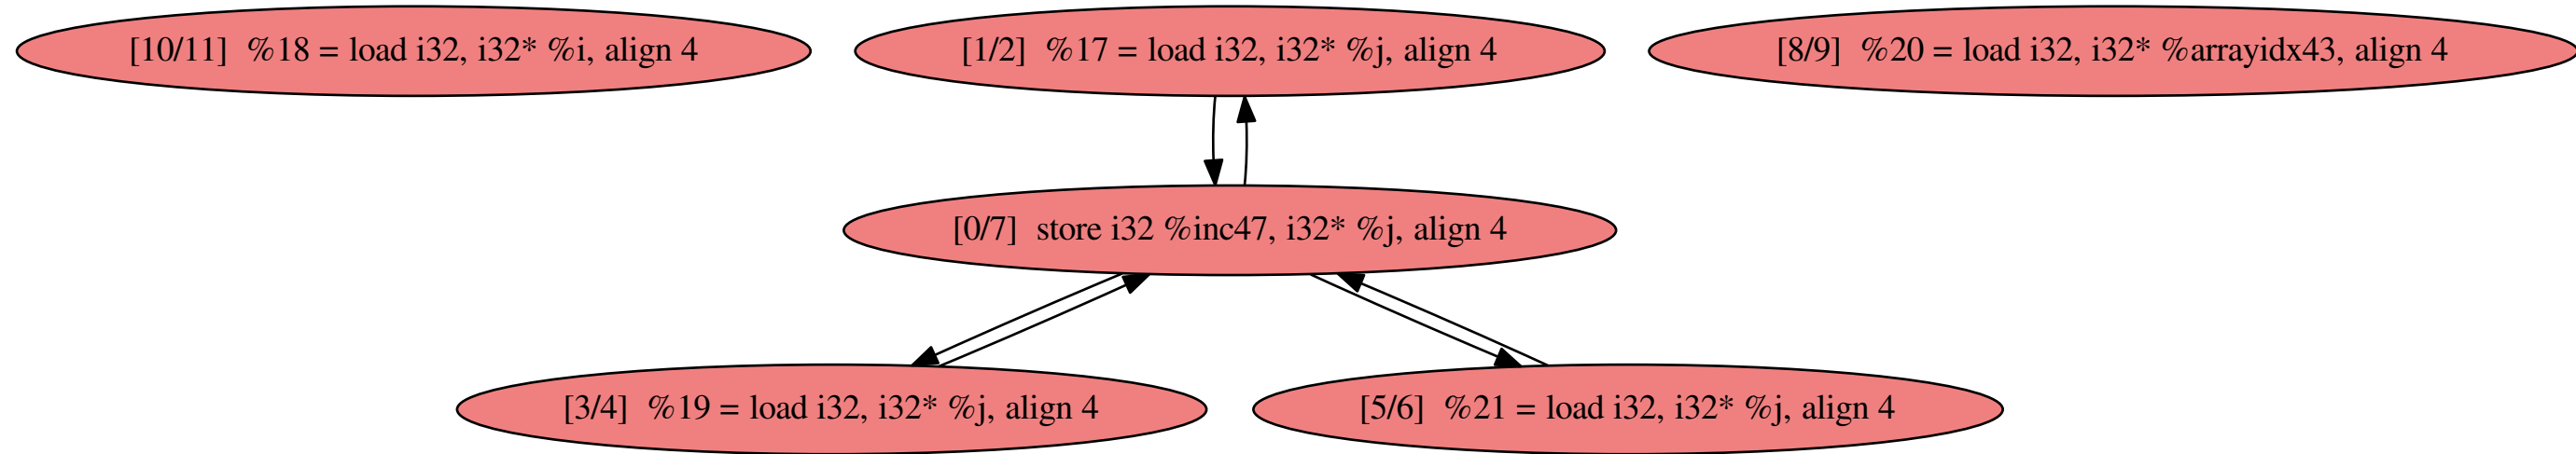 [10/11]  %18 = load i32, i32* %i, align 4
[1/2]  %17 = load i32, i32* %j, align 4
[8/9]  %20 = load i32, i32* %arrayidx43, align 4
[0/7]  store i32 %inc47, i32* %j, align 4
[3/4]  %19 = load i32, i32* %j, align 4
[5/6]  %21 = load i32, i32* %j, align 4